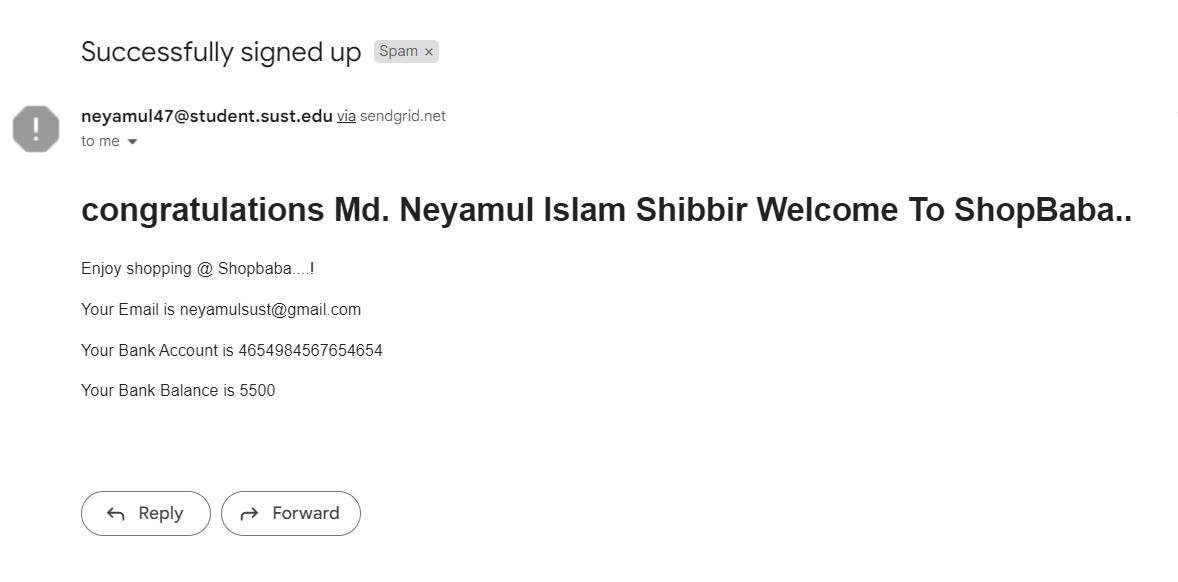 Successfully signed up Spam ×
neyamul47@student.sust.edu via sendgrid.net
to me
congratulations Md. Neyamul Islam Shibbir Welcome To ShopBaba..
Enjoy shopping @ Shopbaba....!
Your Email is neyamulsust@gmail.com
Your Bank Account is 4654984567654654
Your Bank Balance is 5500
Reply Forward